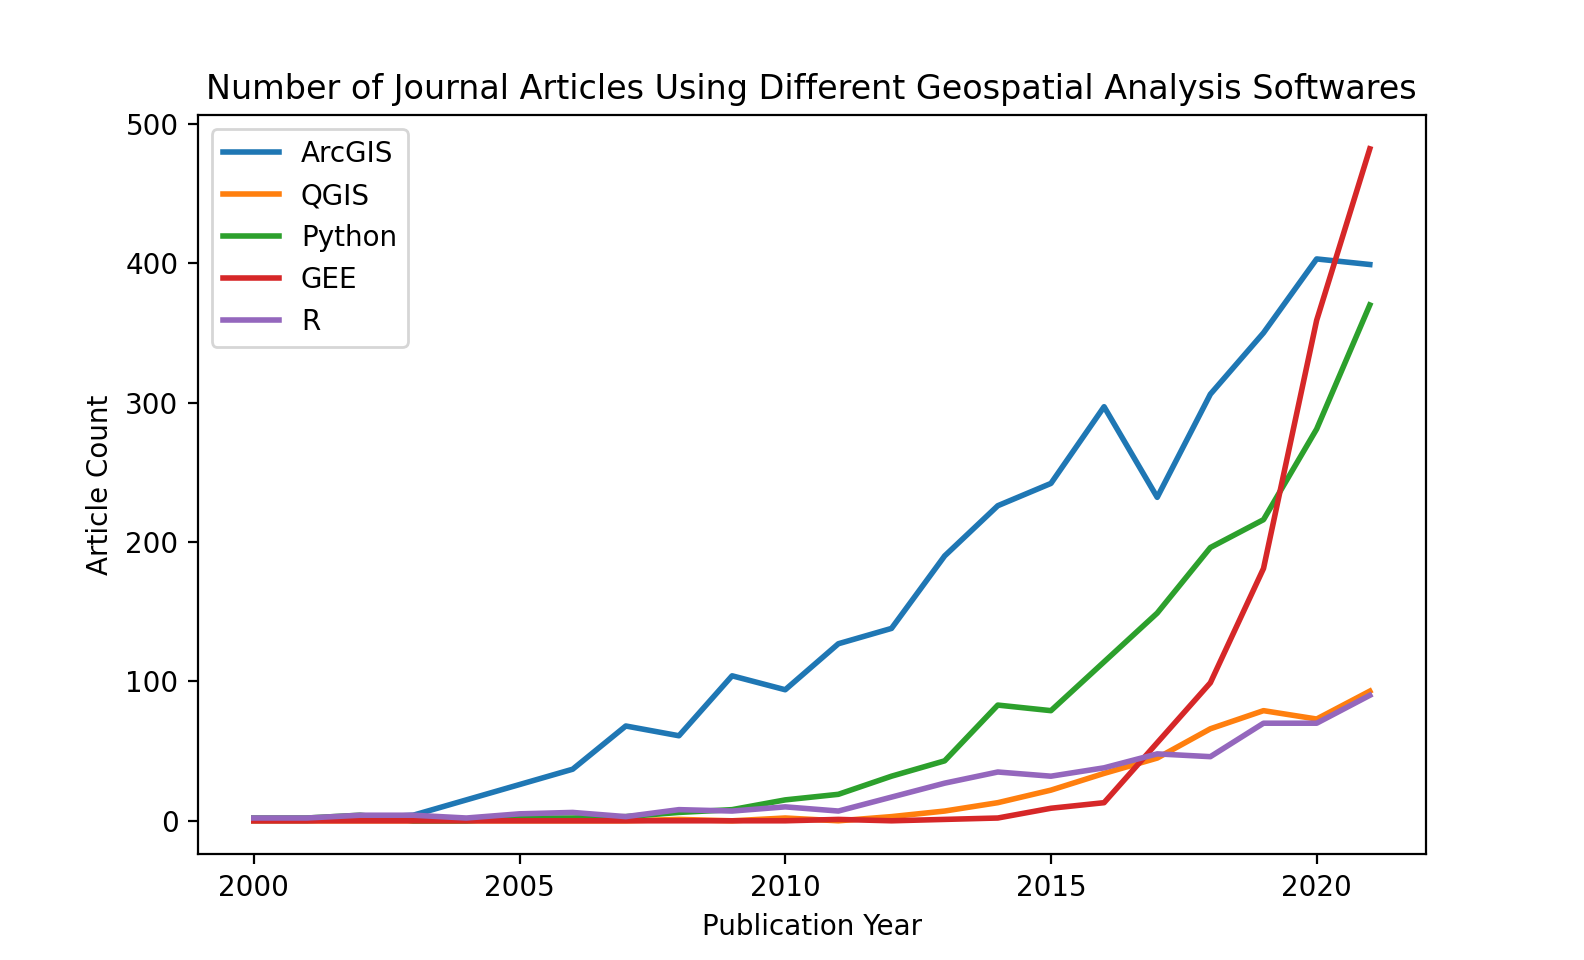 Number of Journal Articles Using Different Geospatial Analysis Softwares
500
400
300
200
100
0
Article Count
ArcGIS
QGIS
Python
GEE
R
2000 2005 2010 2015 2020
Publication Year